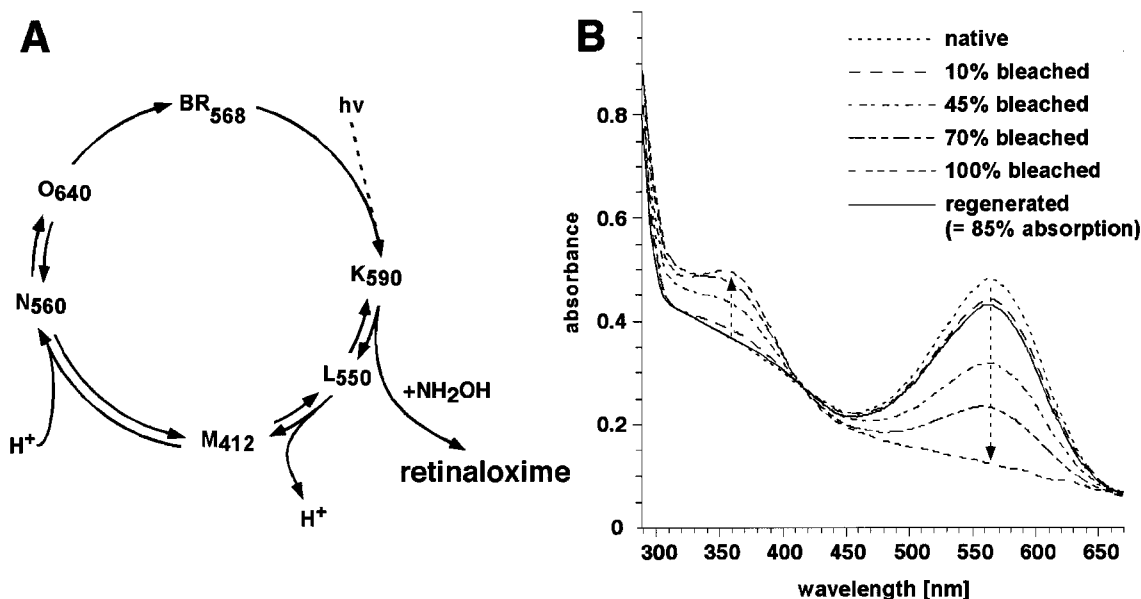 A
BR568
hν
O640
K590
N560
L550
+NH2OH
H+
M412
retinaloxime
H+
B
native
10% bleached
45% bleached
70% bleached
100% bleached
regenerated
(= 85% absorption)
absorbance
0.8
0.6
0.4
0.2
0
300 350 400 450 500 550 600 650
wavelength [nm]